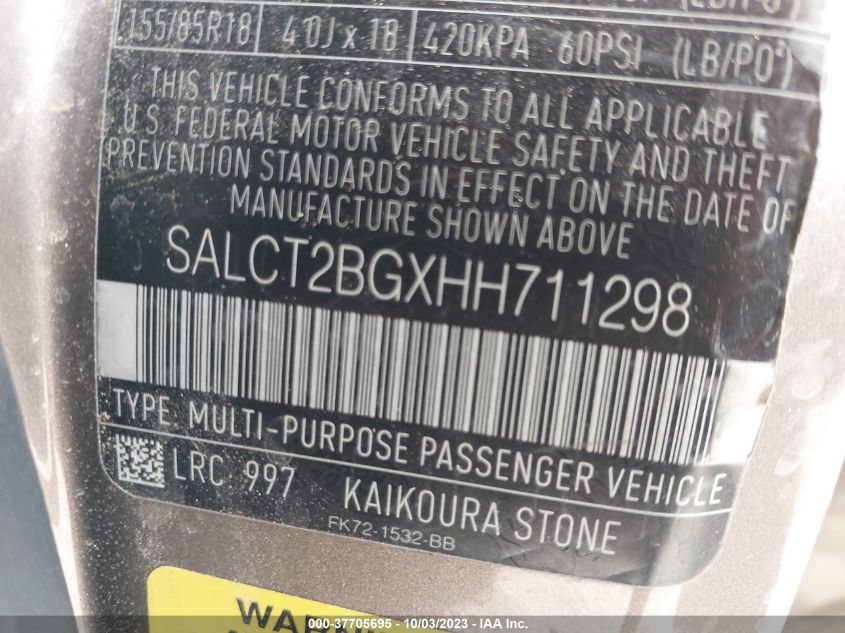 155/85R18 4.0J x 18 420KPA 60PSI (LB/PO²)
THIS VEHICLE CONFORMS TO ALL APPLICABLE
U.S. FEDERAL MOTOR VEHICLE SAFETY AND THEFT
PREVENTION STANDARDS IN EFFECT ON THE DATE OF
MANUFACTURE SHOWN ABOVE
SALCT2BGXHH711298
TYPE MULTI-PURPOSE PASSENGER VEHICLE
LRC 997 KAIKOURA STONE
FK72-1532-BB
000-37705695 - 10/03/2023 - IAA Inc.